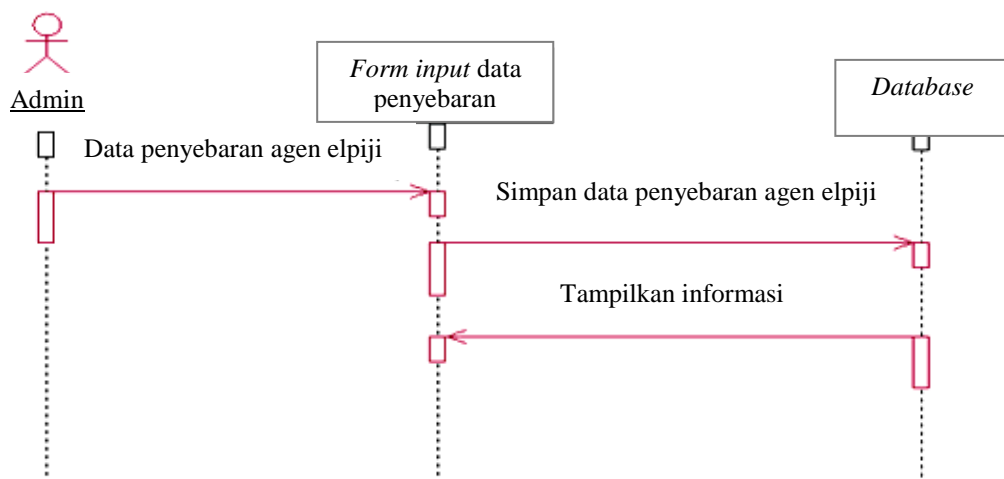 Admin
Form input data
penyebaran
Database
Data penyebaran agen elpiji
Simpan data penyebaran agen elpiji
Tampilkan informasi